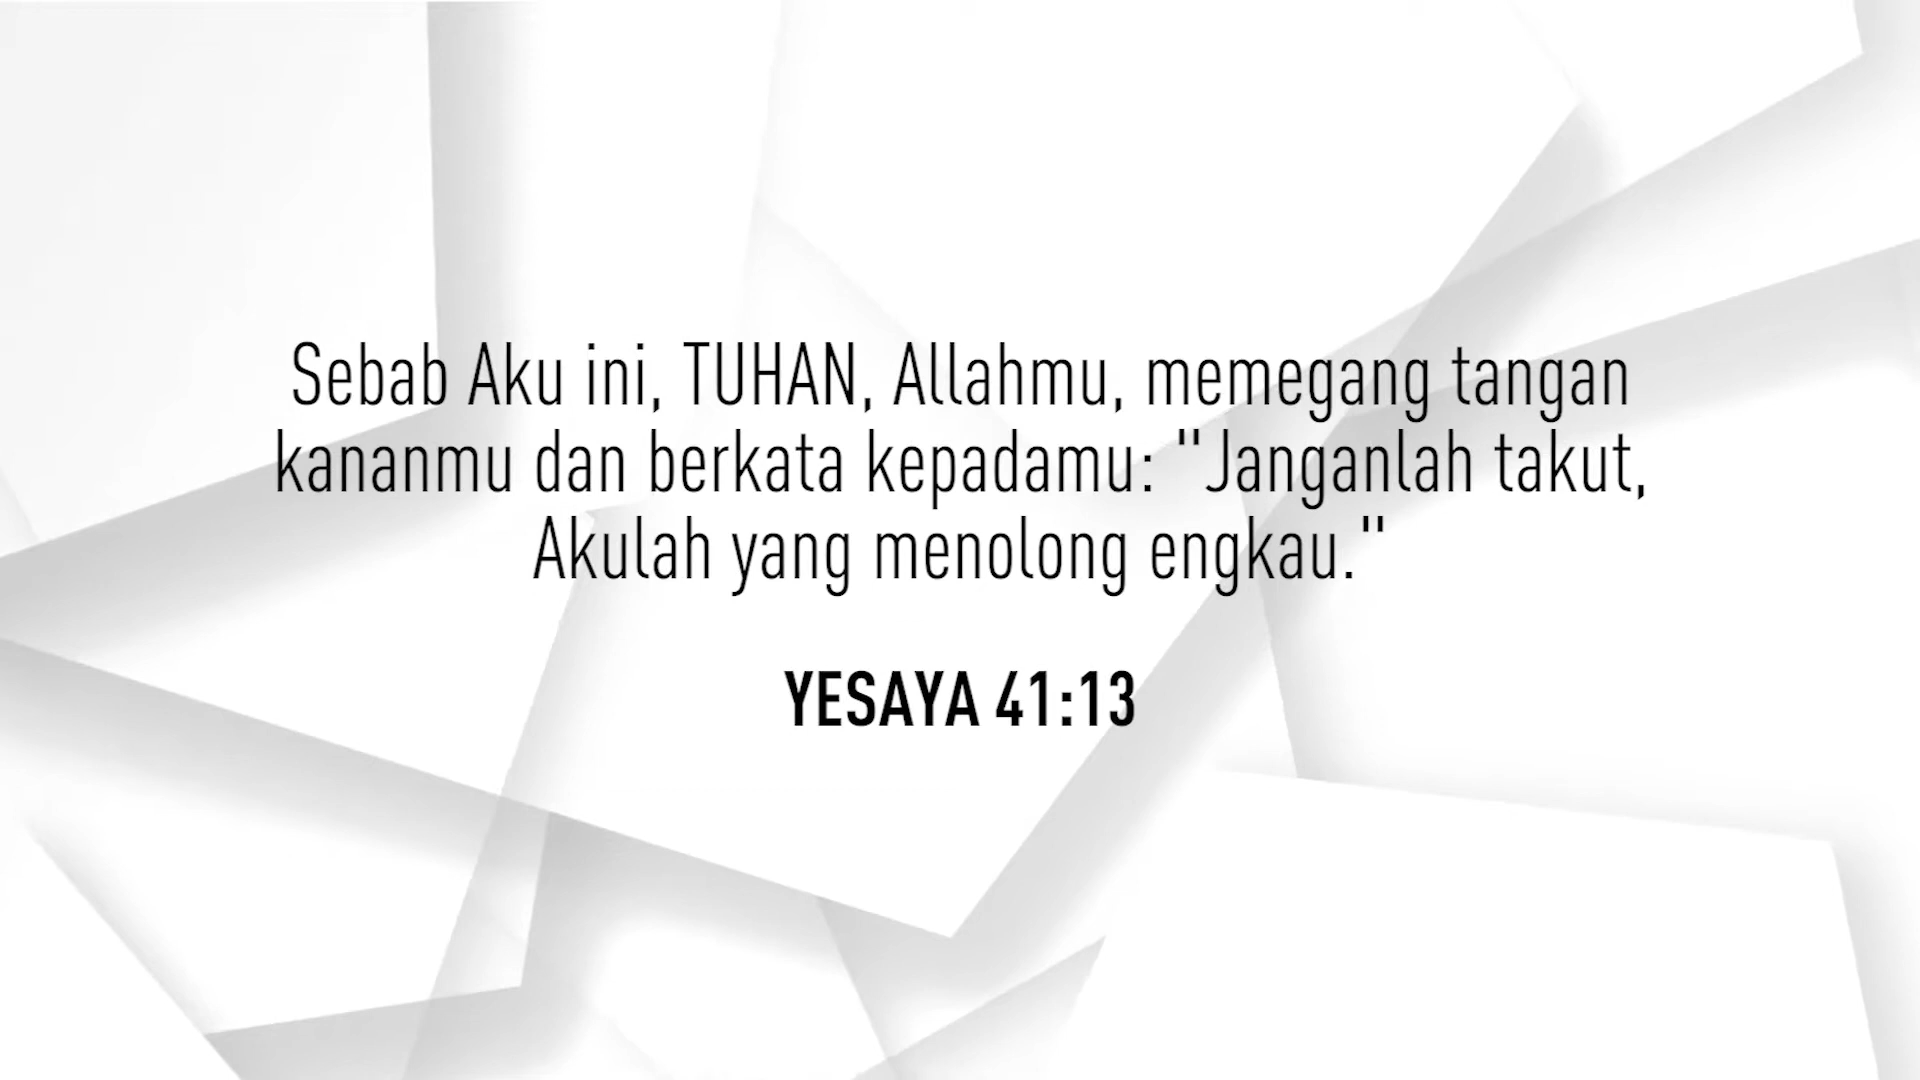 Sebab Aku ini, TUHAN, Allahmu, memegang tangan
kananmu dan berkata kepadamu: "Janganlah takut,
Akulah yang menolong engkau."
YESAYA 41:13